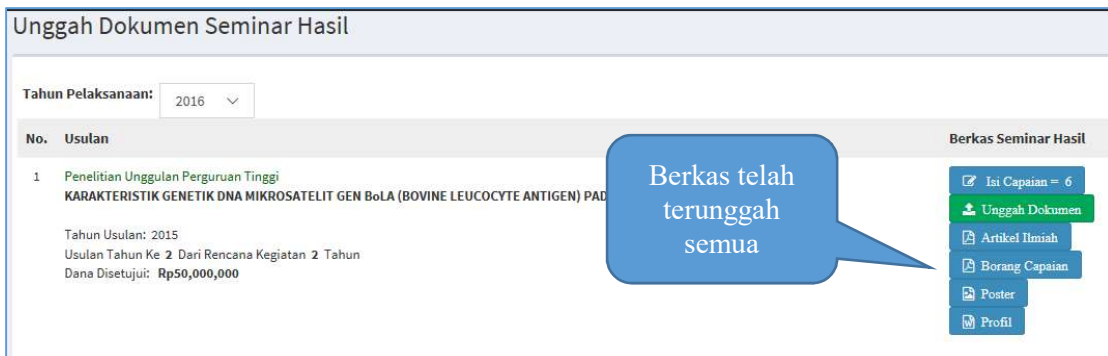 Unggah Dokumen Seminar Hasil
Tahun Pelaksanaan: 2016
No. Usulan Berkas Seminar Hasil
1 Penelitian Unggulan Perguruan Tinggi
KARAKTERISTIK GENETIK DNA MIKROSATELIT GEN BoLA (BOVINE LEUCOCYTE ANTIGEN) PAD
Tahun Usulan: 2015
Usulan Tahun Ke 2 Dari Rencana Kegiatan 2 Tahun
Dana Disetujui: Rp50,000,000
Berkas telah
terunggah
semua
Isi Capaian = 6
Unggah Dokumen
Artikel Ilmiah
Borang Capaian
Poster
Profil